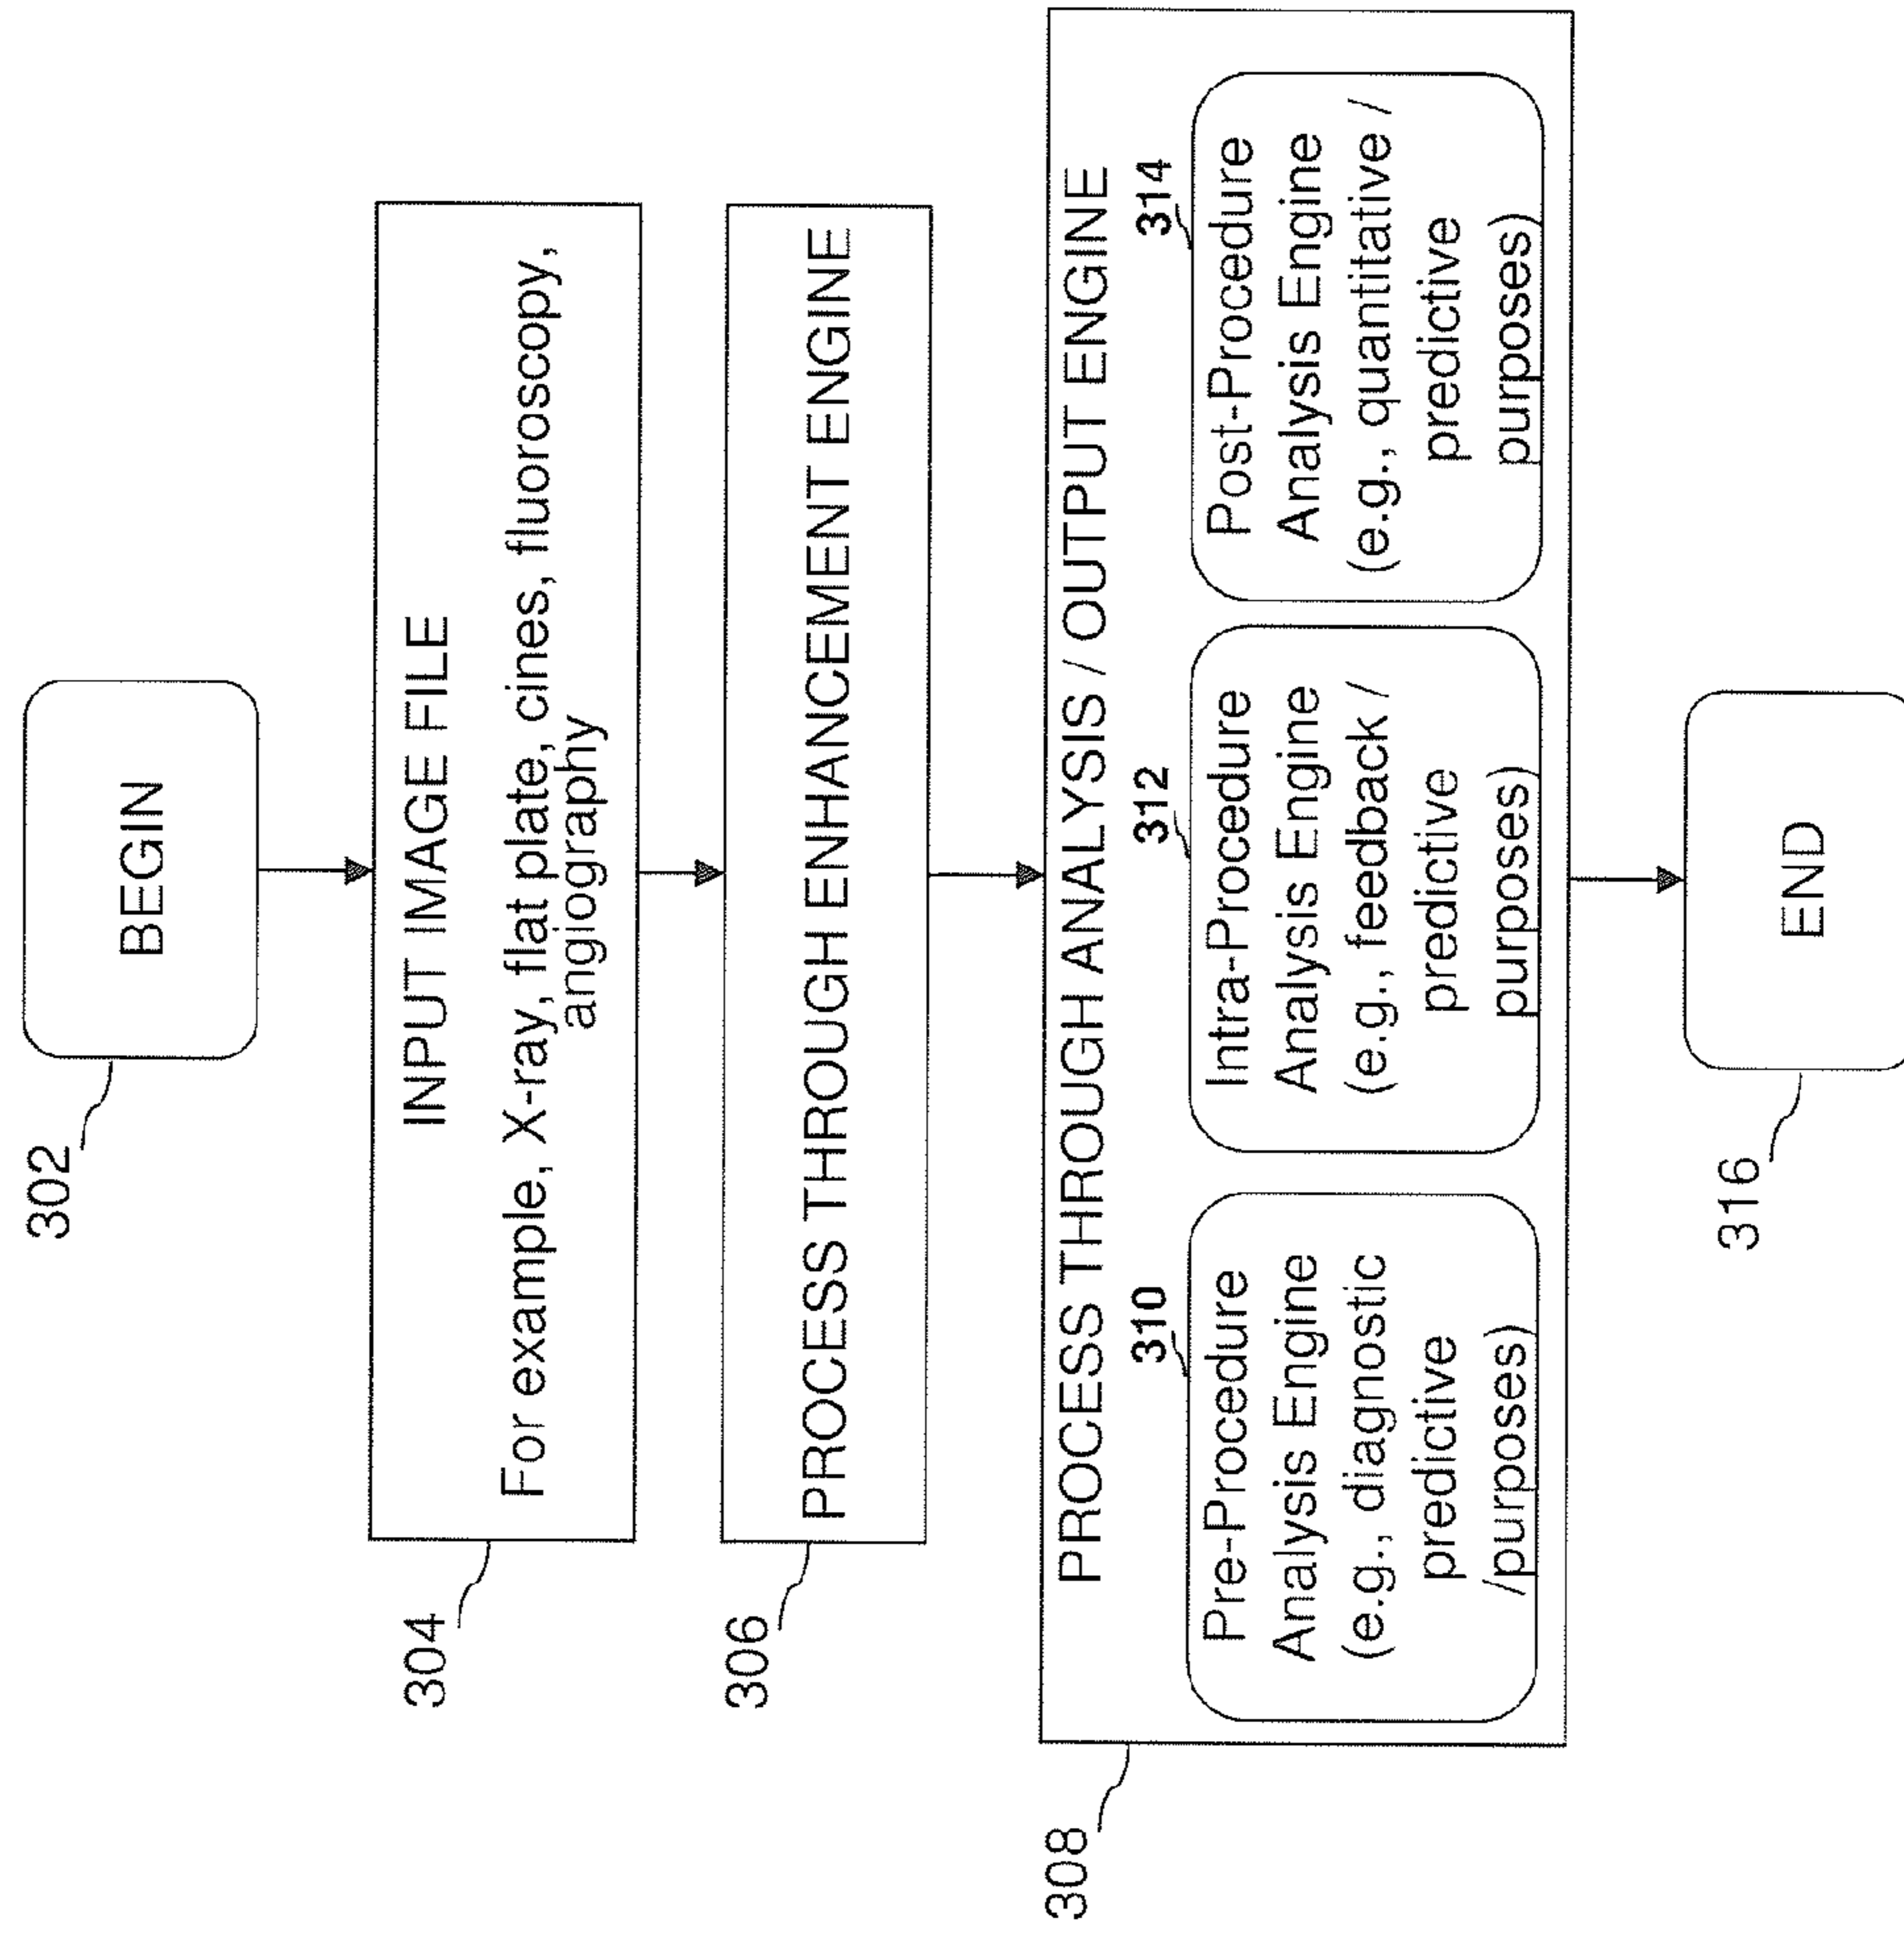 302
BEGIN
304
INPUT IMAGE FILE
For example, X-ray, flat plate, cines, fluoroscopy,
angiography
306
PROCESS THROUGH ENHANCEMENT ENGINE
308
PROCESS THROUGH ANALYSIS / OUTPUT ENGINE
310
Pre-Procedure
Analysis Engine
(e.g., diagnostic
predictive
/purposes)
312
Intra-Procedure
Analysis Engine
(e.g., feedback /
predictive
purposes)
314
Post-Procedure
Analysis Engine
(e.g., quantitative /
predictive
purposes)
316
END